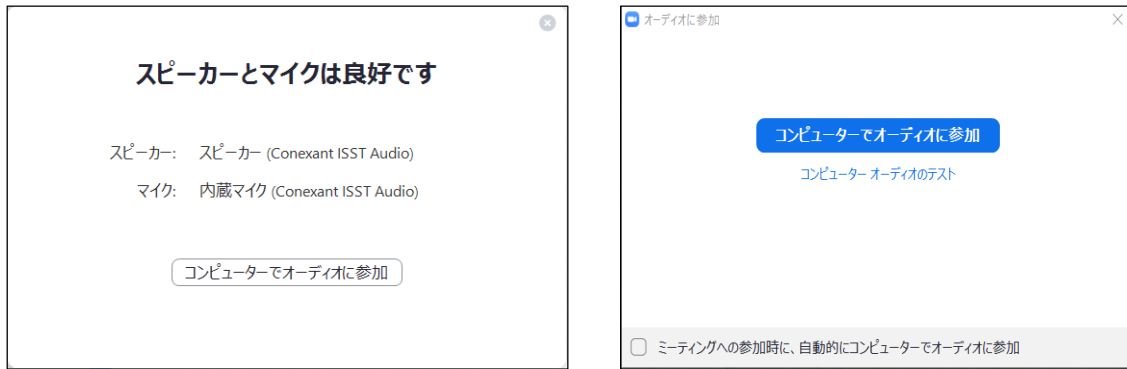 スピーカーとマイクは良好です
スピーカー: スピーカー (Conexant ISST Audio)
マイク: 内蔵マイク (Conexant ISST Audio)
コンピューターでオーディオに参加
オーディオに参加
コンピューターでオーディオに参加
コンピューター オーディオのテスト
ミーティングへの参加時に、自動的にコンピューターでオーディオに参加